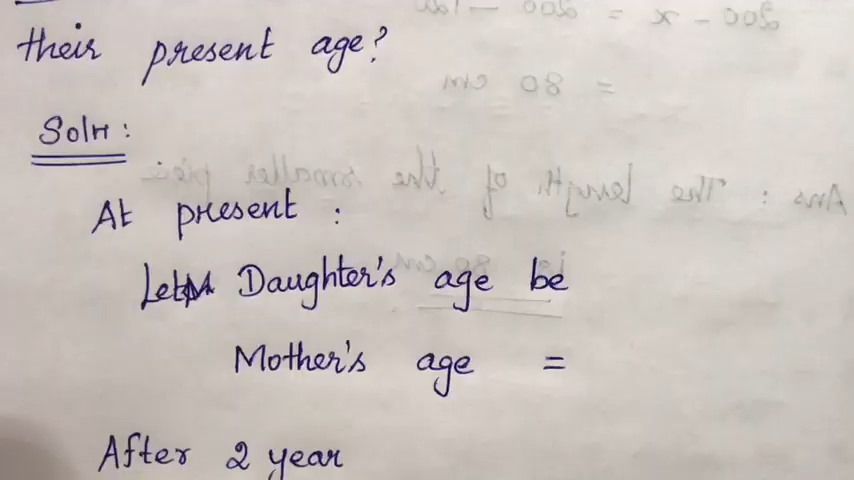 their present age?
Soln:
At present :
Let Daughter's age be
Mother's age =
After 2 year